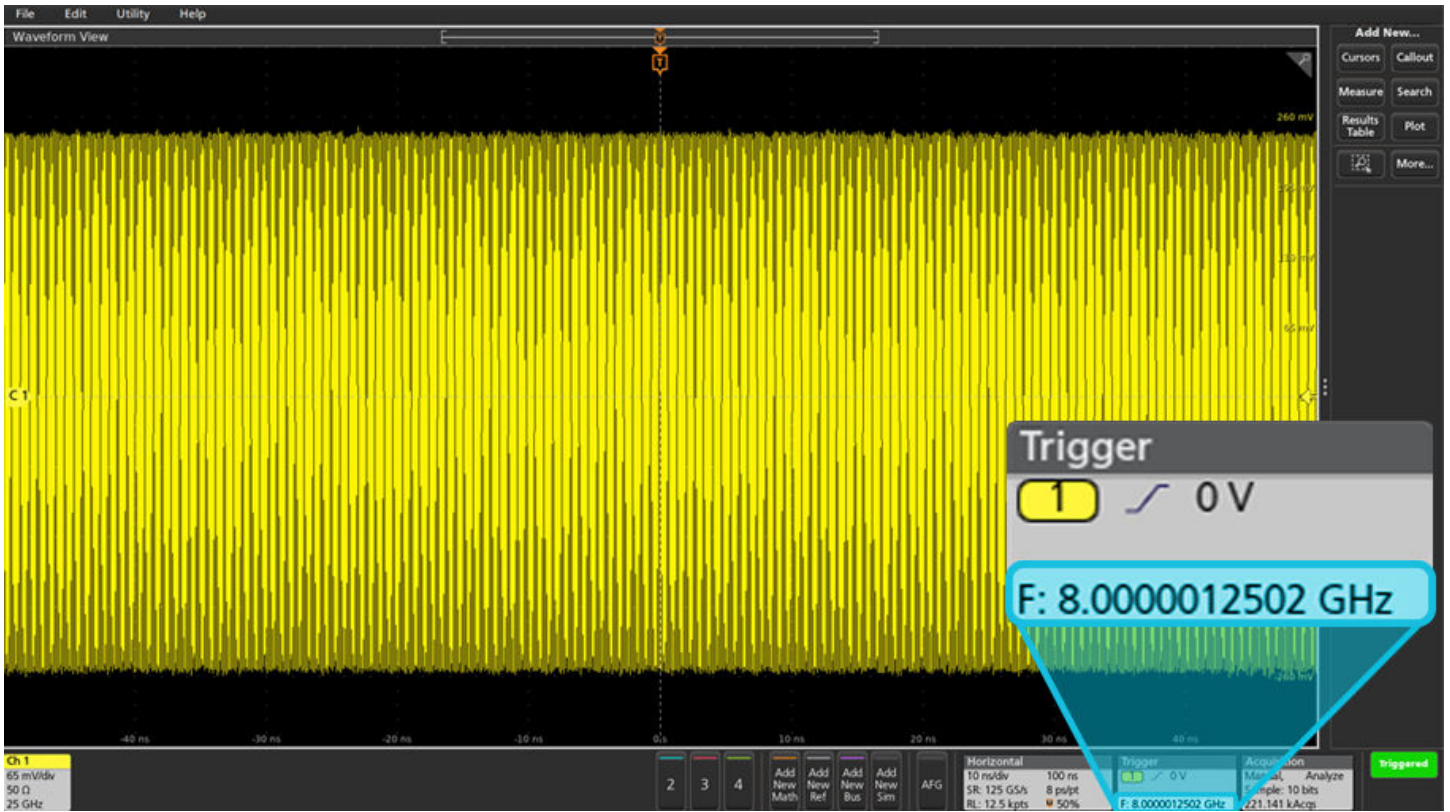 File Edit Utility Help
Waveform View
Add New...
Cursors Callout
Measure Search
Results Table Plot
More...
T
260 mV
65 mV
C 1
-260 mV
Trigger
1 0 V
F: 8.0000012502 GHz
-40 ns -30 ns -20 ns -10 ns 0 s 10 ns 20 ns 30 ns 40 ns
Ch 1
65 mV/div
50 Ω
25 GHz
2 3 4
Add New Math
Add New Ref
Add New Bus
Add New Sim
AFG
Horizontal
10 ns/div 100 ns
SR: 125 GS/s 8 ps/pt
RL: 12.5 kpts 50%
Trigger
1 0 V
F: 8.0000012502 GHz
Analyze
Sample: 10 bits
221.141 kAcqs
Triggered